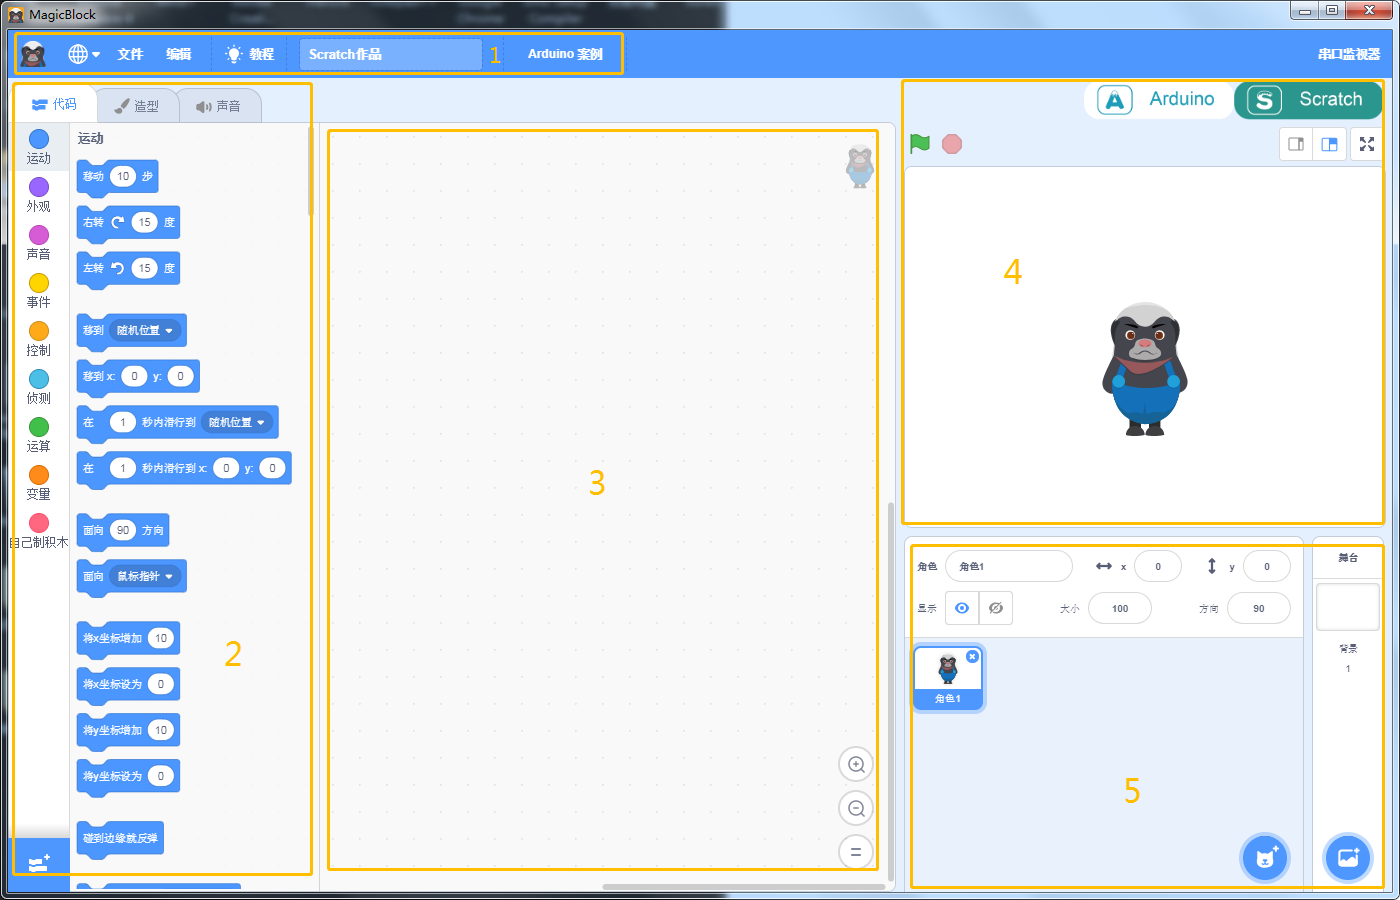 MagicBlock
文件 编辑 教程 Scratch作品 1 Arduino 案例 串口监视器
代码 造型 声音
Arduino Scratch
运动
外观
声音
事件
控制
侦测
运算
变量
自己制积木
运动
移动 10 步
右转 15 度
左转 15 度
移到 随机位置
移到 x: 0 y: 0
在 1 秒内滑行到 随机位置
在 1 秒内滑行到 x: 0 y: 0
面向 90 方向
面向 鼠标指针
将x坐标增加 10
将x坐标设为 0
将y坐标增加 10
将y坐标设为 0
碰到边缘就反弹
2
3
4
角色 角色1 x 0 y 0
显示 大小 100 方向 90
角色1
5
舞台
背景
1